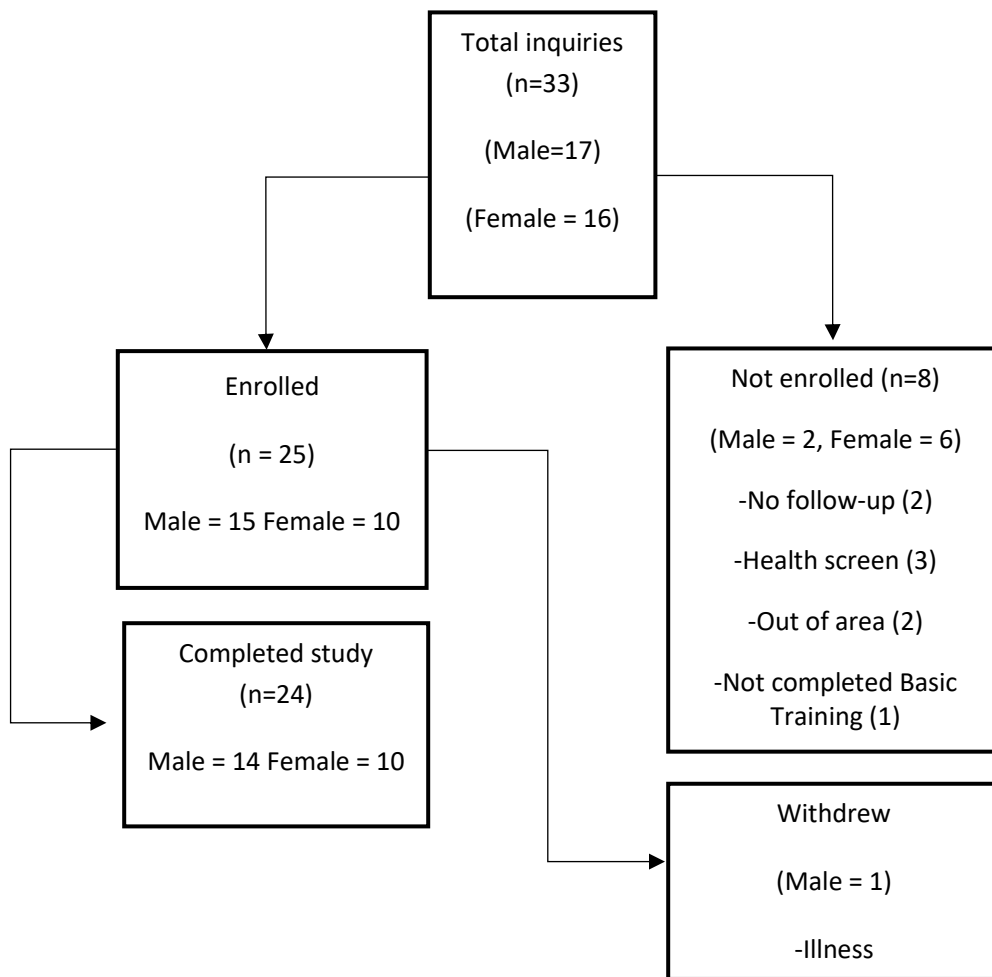 Total inquiries
(n=33)
(Male=17)
(Female = 16)
Enrolled
(n = 25)
Male = 15 Female = 10
Not enrolled (n=8)
(Male = 2, Female = 6)
-No follow-up (2)
-Health screen (3)
-Out of area (2)
-Not completed Basic
Training (1)
Completed study
(n=24)
Male = 14 Female = 10
Withdrew
(Male = 1)
-Illness